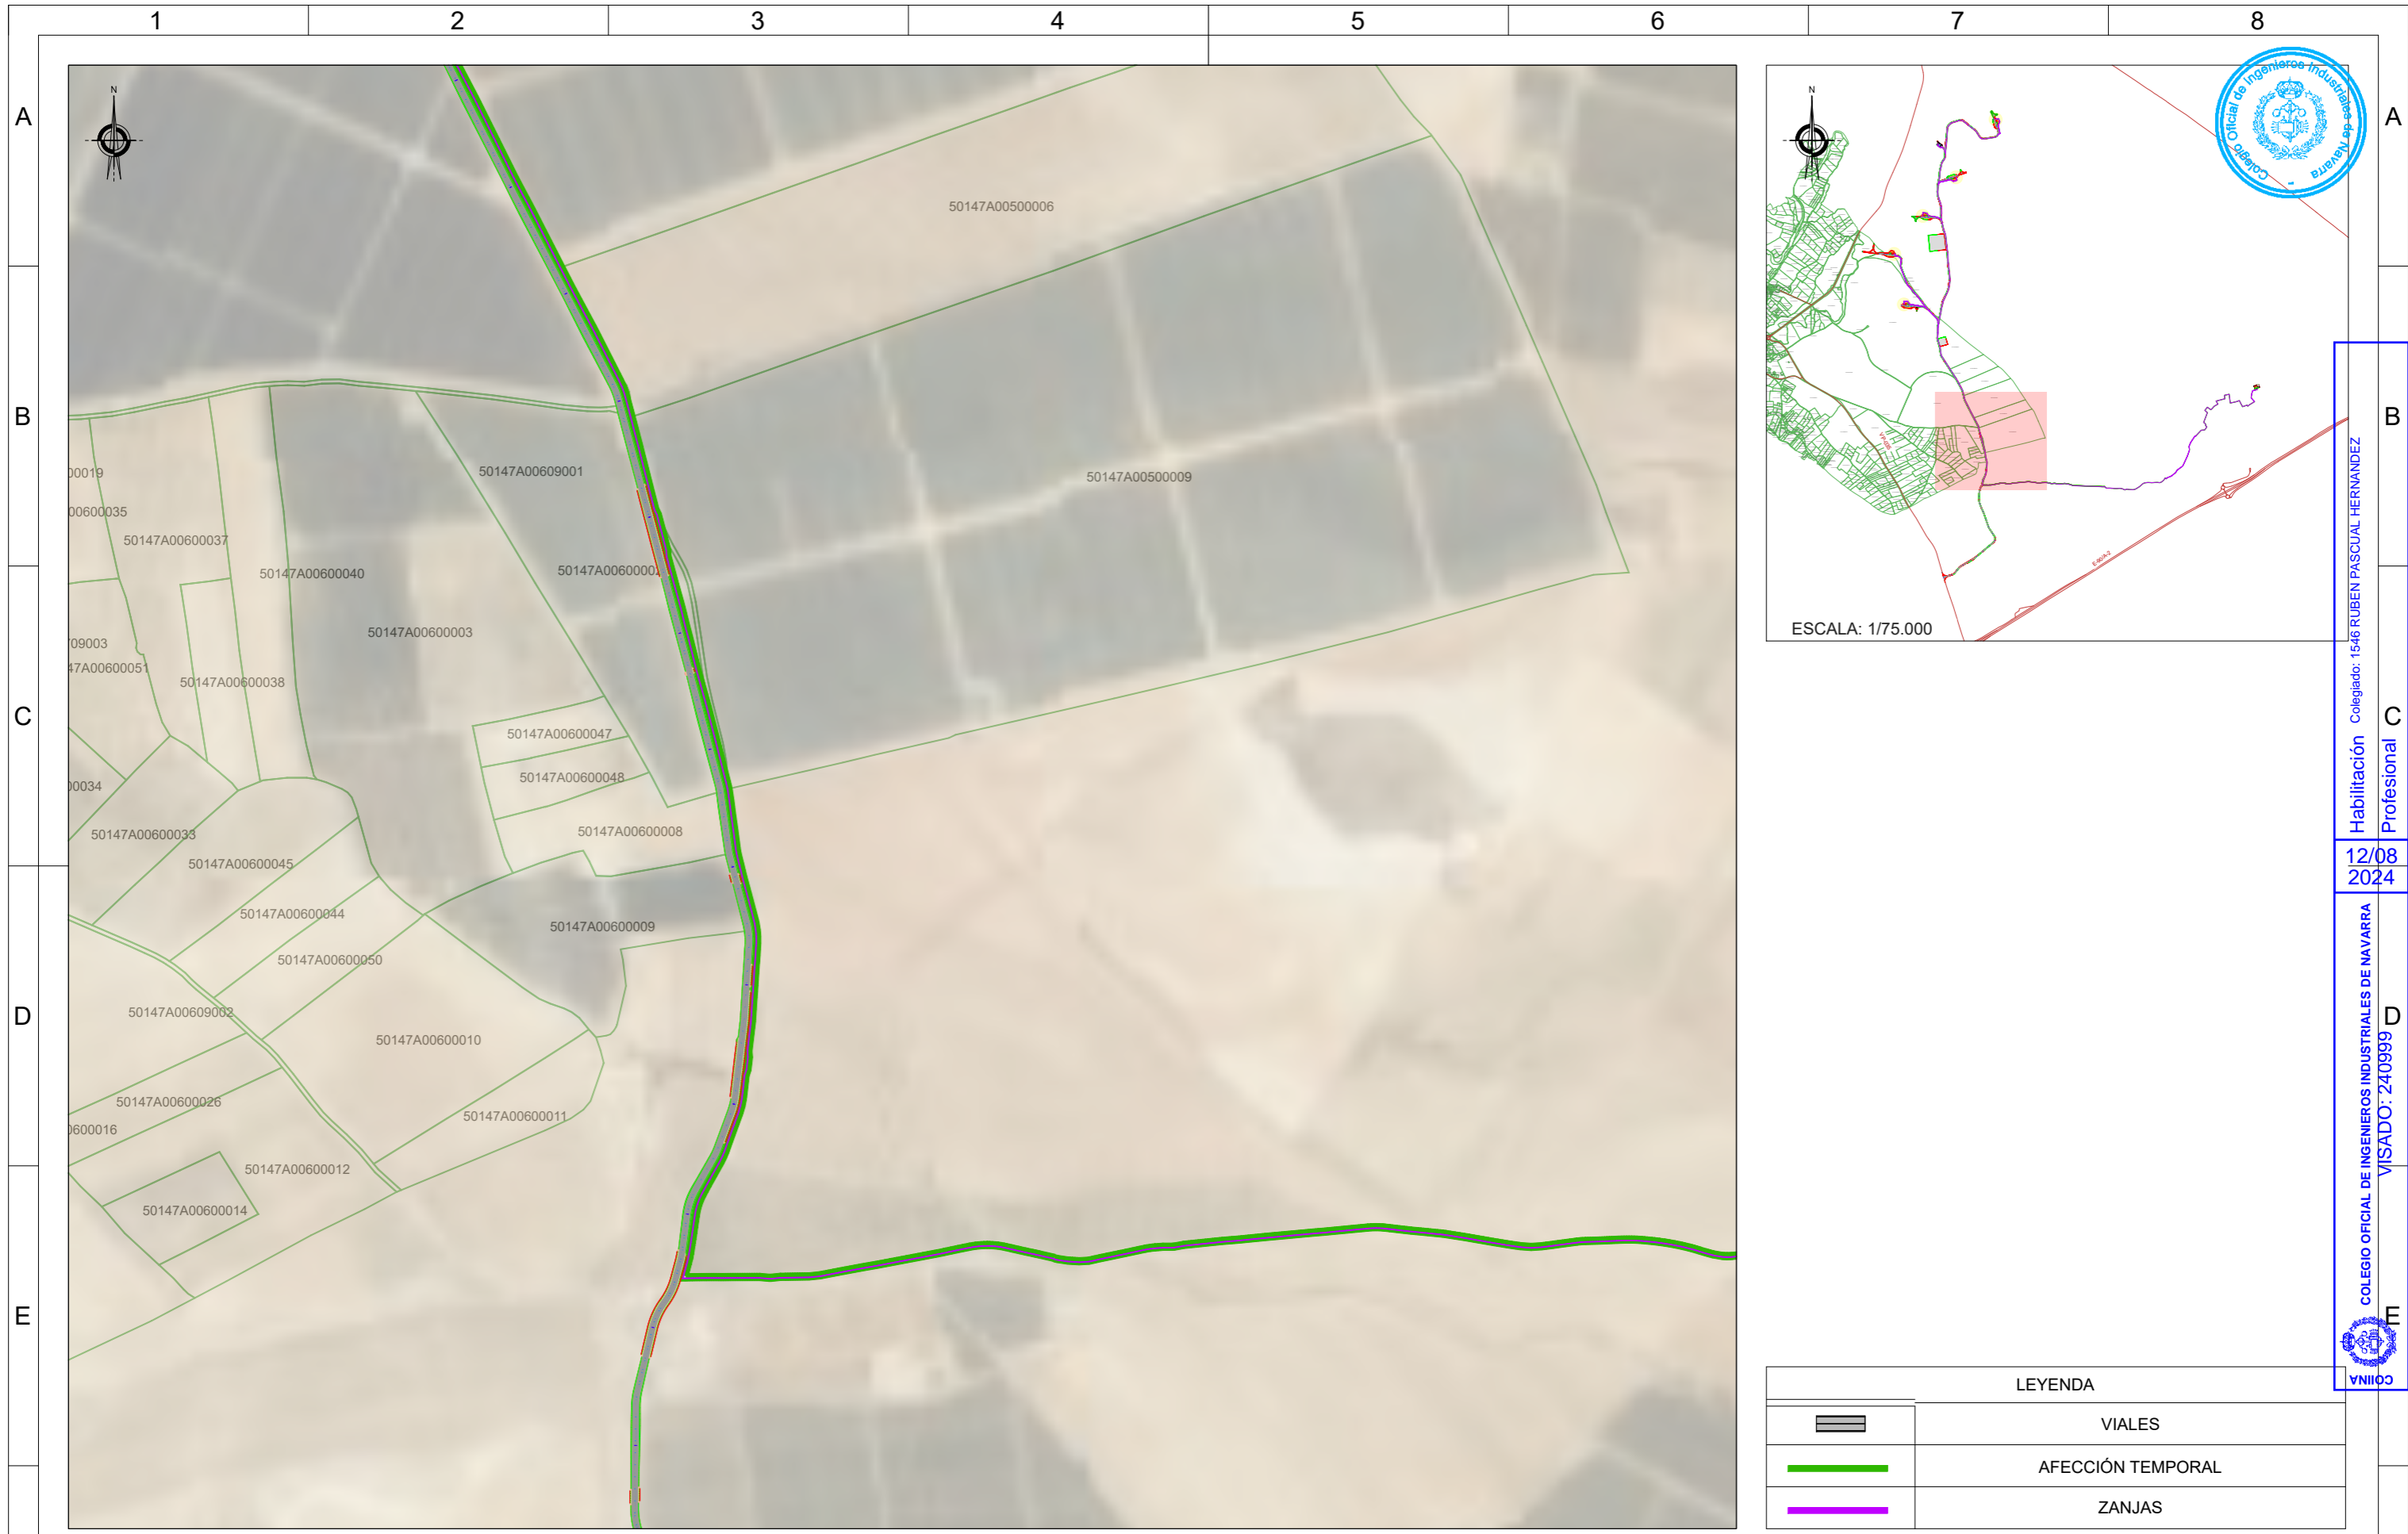 1 2 3 4 5 6 7 8
A
B
C
D
E
A
B
C
D
E
N
50147A00500006
50147A00500009
50147A00609001
00019
00600035
50147A00600037
50147A00600040
50147A00600003
09003
47A00600051
50147A00600038
50147A00600047
50147A00600048
50147A00600008
00034
50147A00600033
50147A00600045
50147A00600044
50147A00600009
50147A00600050
50147A00609002
50147A00600010
50147A00600026
50147A00600011
0600016
50147A00600012
50147A00600014
N
ESCALA: 1/75.000
Colegio Oficial de Ingenieros Industriales de Navarra
Habilitación Colegiado: 1546 RUBEN PASCUAL HERNANDEZ
Profesional
12/08
2024
COLEGIO OFICIAL DE INGENIEROS INDUSTRIALES DE NAVARRA
VISADO: 240999
COIINA
LEYENDA
VIALES
AFECCIÓN TEMPORAL
ZANJAS